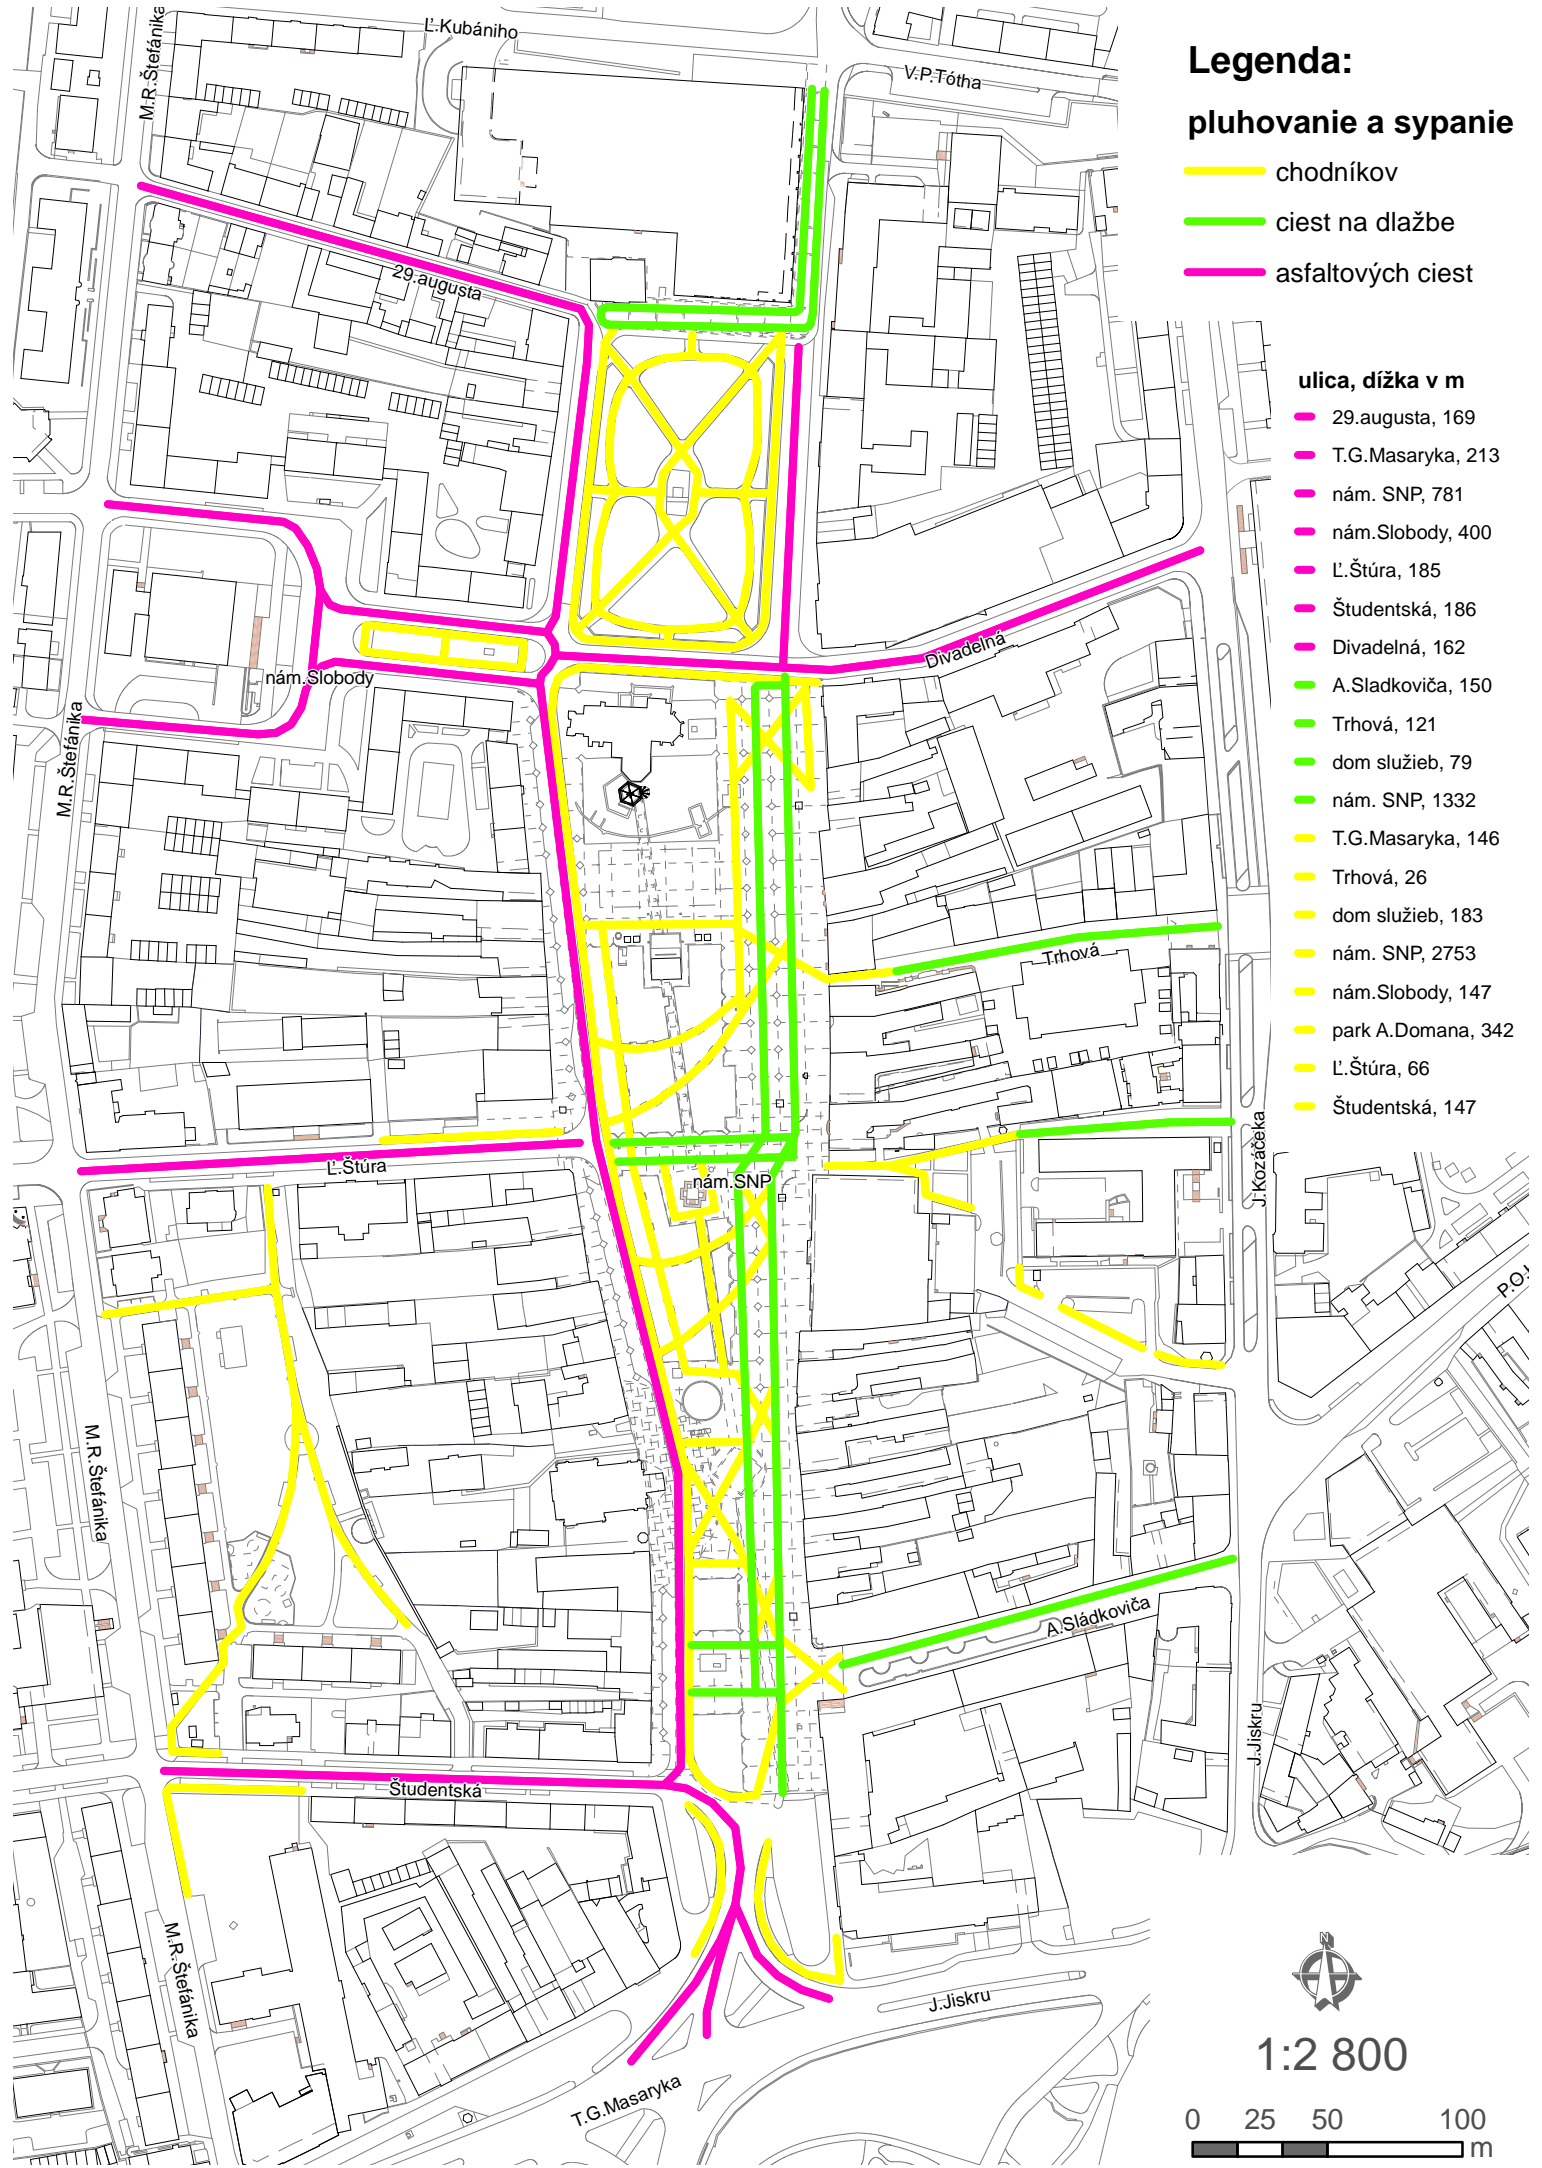 Legenda:
pluhovanie a sypanie
chodníkov
ciest na dlažbe
asfaltových ciest
ulica, dížka v m
29.augusta, 169
T.G.Masaryka, 213
nám. SNP, 781
nám.Slobody, 400
Ľ.Štúra, 185
Študentská, 186
Divadelná, 162
A.Sladkoviča, 150
Trhová, 121
dom služieb, 79
nám. SNP, 1332
T.G.Masaryka, 146
Trhová, 26
dom služieb, 183
nám. SNP, 2753
nám.Slobody, 147
park A.Domana, 342
Ľ.Štúra, 66
Študentská, 147
M.R.Štefánika
Ľ.Kubániho
V.P.Tótha
29.augusta
Divadelná
nám.Slobody
M.R.Štefánika
Trhová
J.Kozáčeka
Ľ.Štúra
nám.SNP
M.R.Štefánika
A.Sládkoviča
J.Jiskru
Študentská
M.R.Štefánika
J.Jiskru
T.G.Masaryka
N
1:2 800
0 25 50 100
m